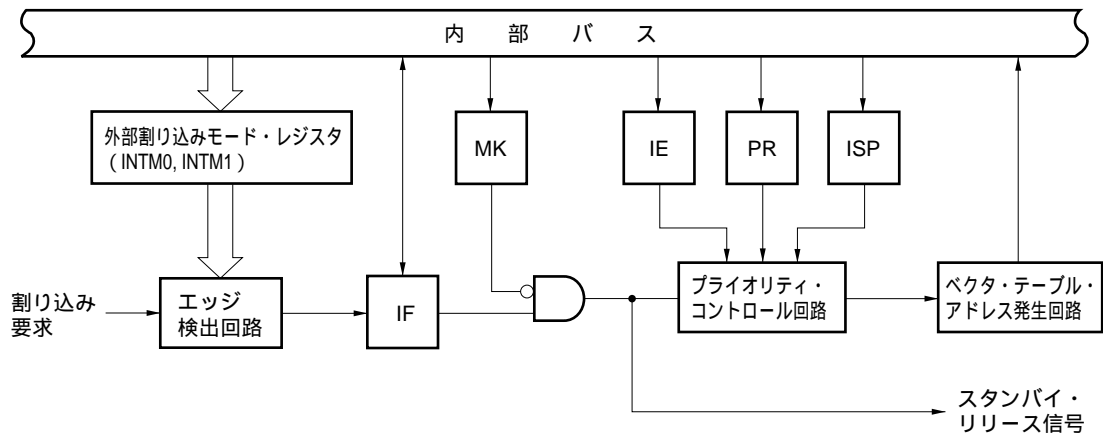 内 部 バ ス
外部割り込みモード・レジスタ
（INTM0, INTM1）
MK
IE
PR
ISP
割り込み
要求
エッジ
検出回路
IF
プライオリティ・
コントロール回路
ベクタ・テーブル・
アドレス発生回路
スタンバイ・
リリース信号